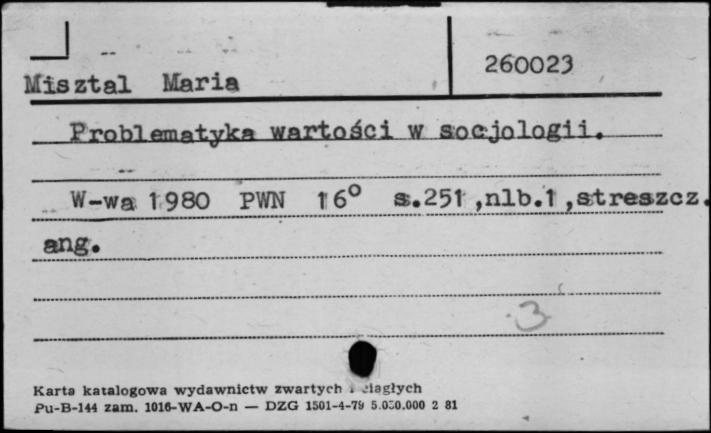 260023
Misztal Maria
Problematyka wartości w socjologii.
W-wa 1980 PWN 16° s.251,nlb.1,streszcz.
ang.
3
Karta katalogowa wydawnictw zwartych i ciągłych
Pu-B-144 zam. 1016-WA-O-n — DZG 1501-4-79 5.000.000 2 81